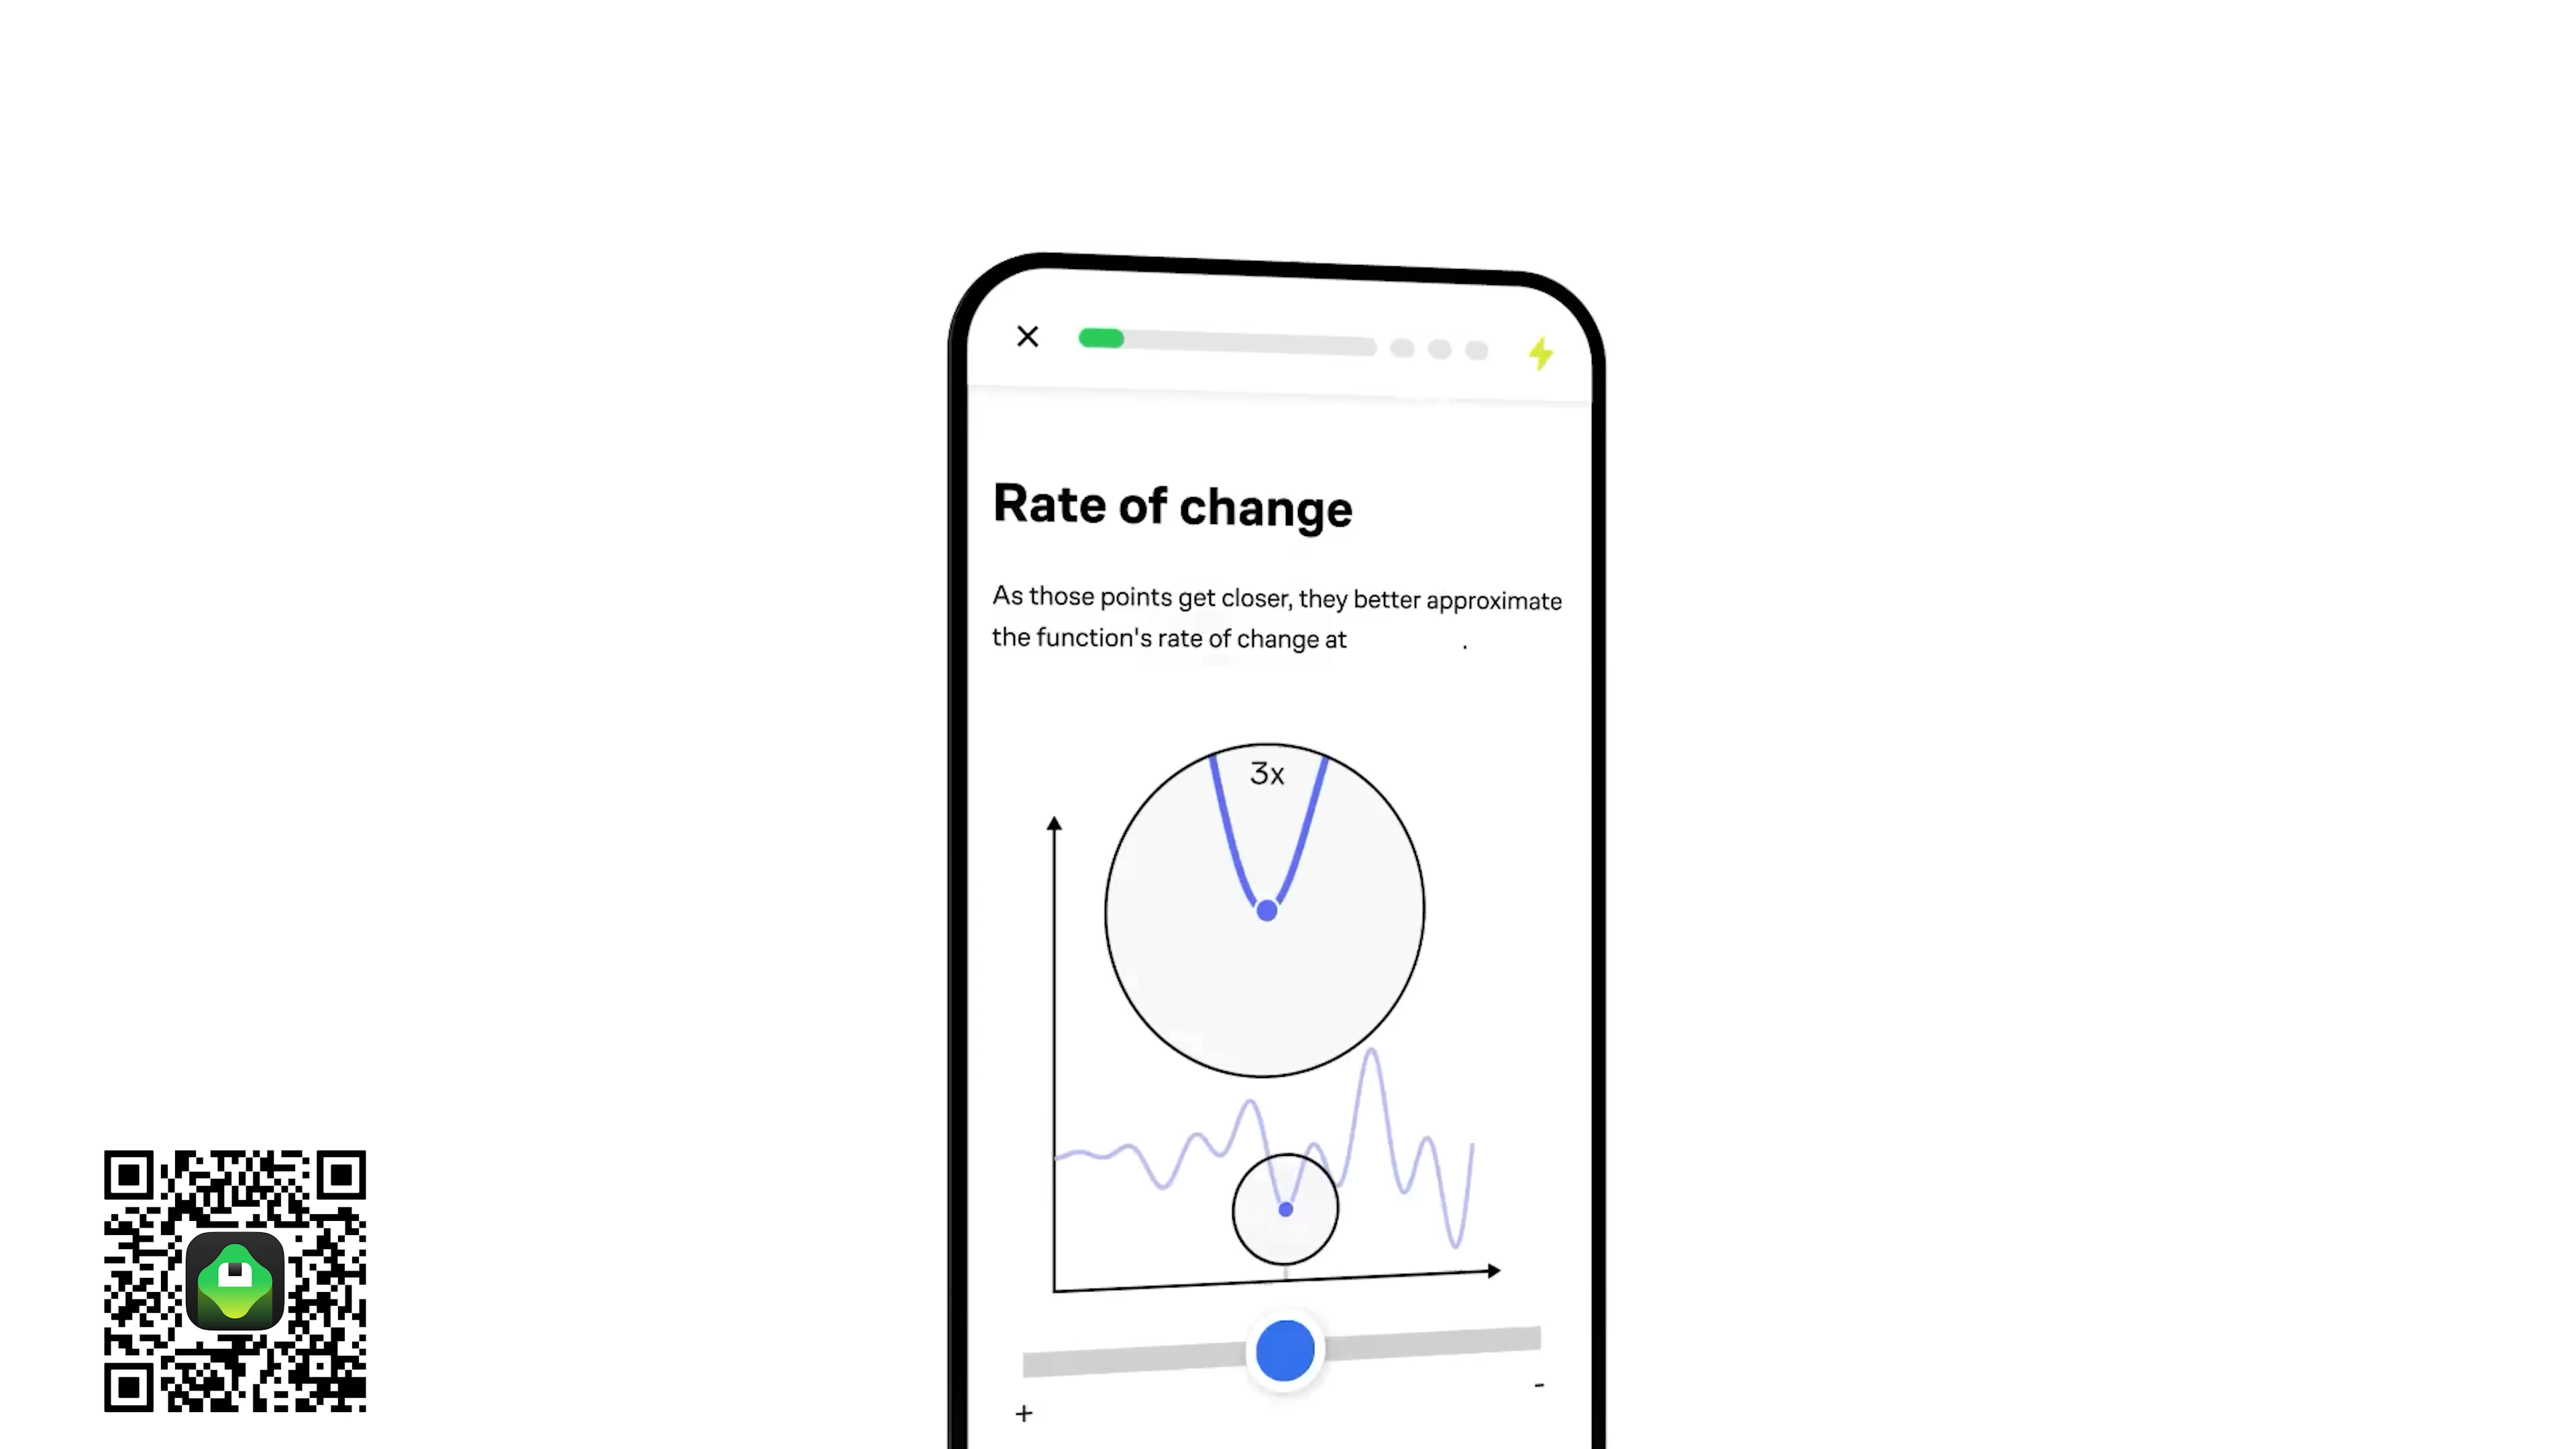 Rate of change
As those points get closer, they better approximate
the function's rate of change at .
3x
-
+